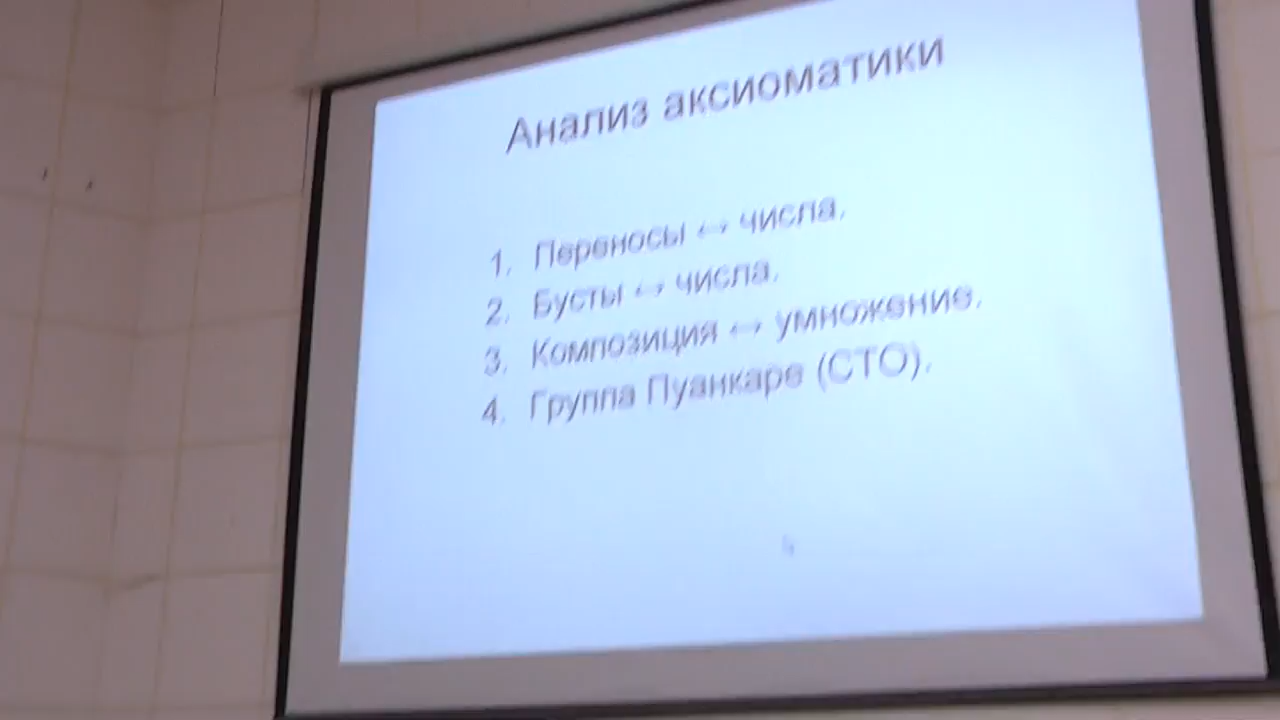 Анализ аксиоматики
1. Переносы ↔ числа.
2. Бусты ↔ числа.
3. Композиция ↔ умножение.
4. Группа Пуанкаре (СТО).